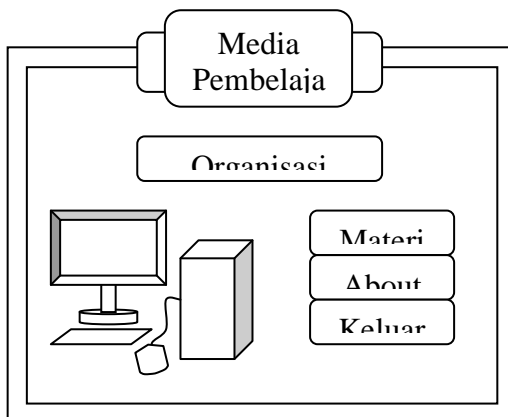 Media
Pembelaja
Organisasi
Materi
About
Keluar